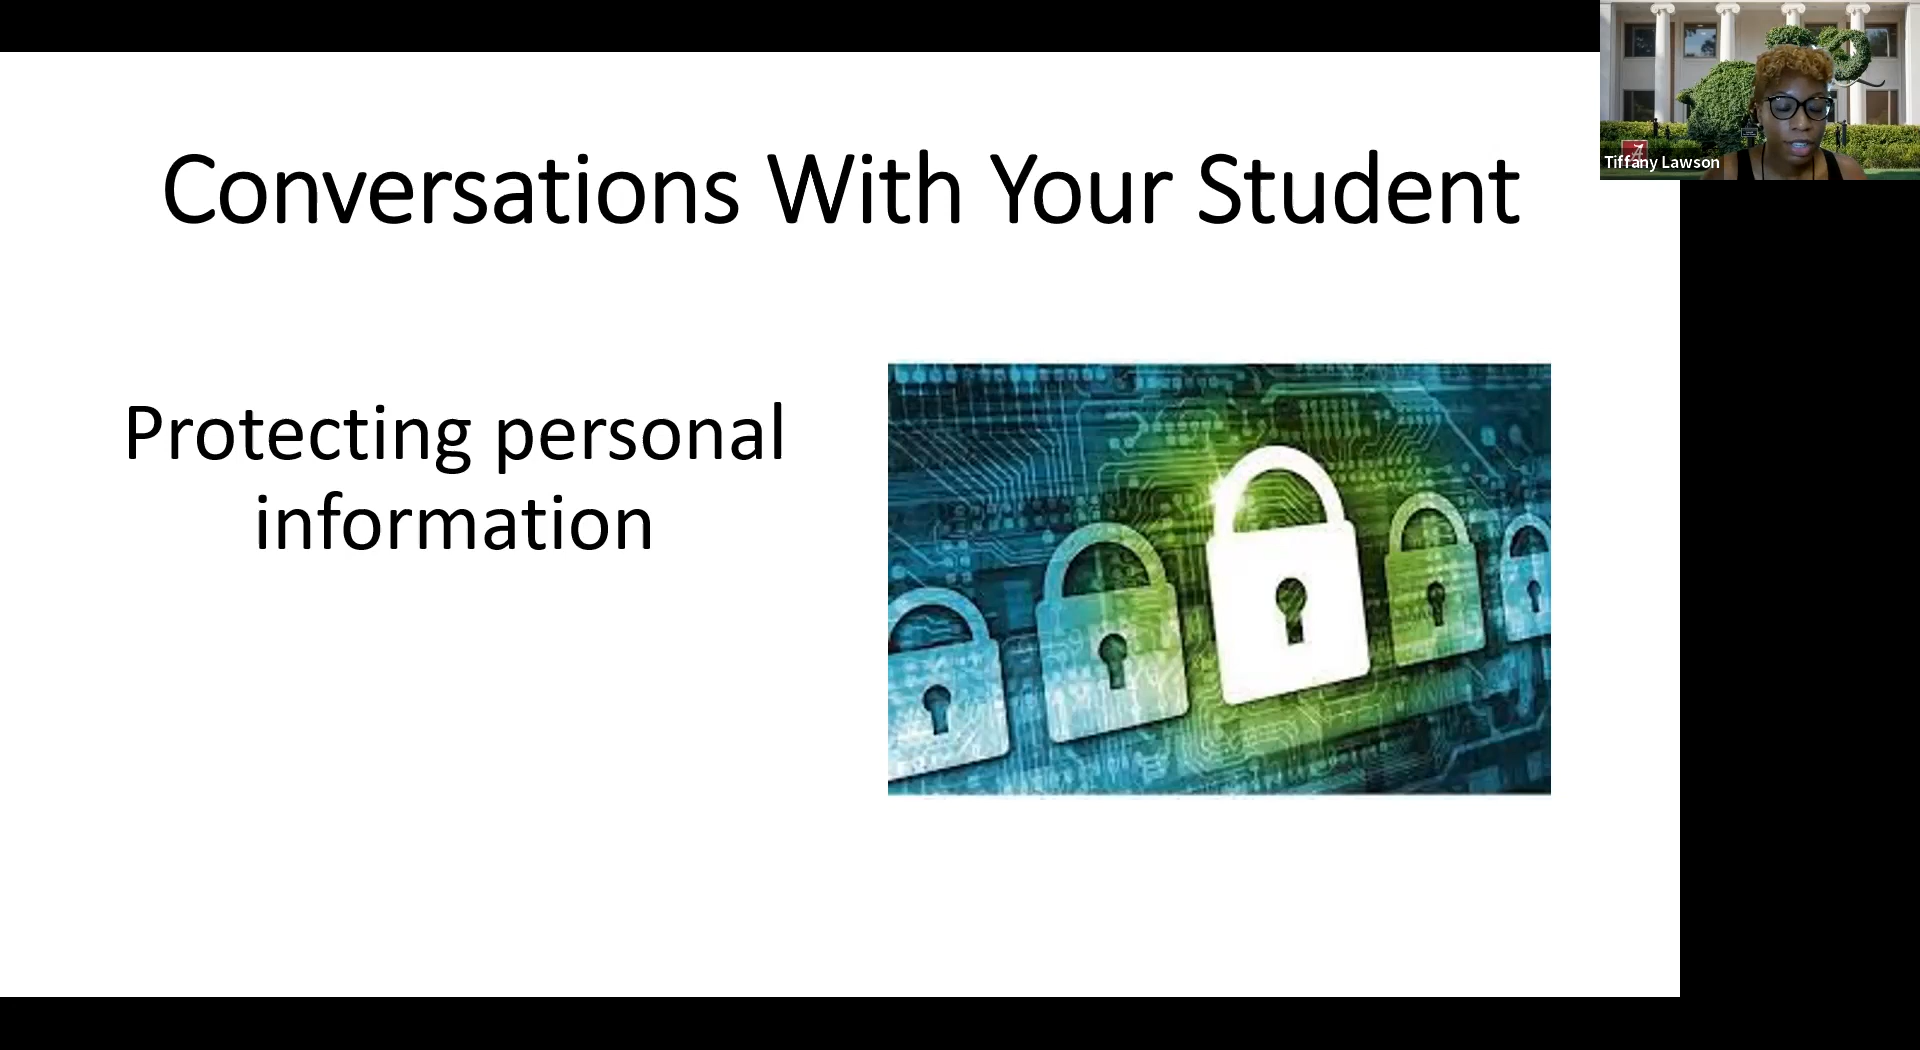 Conversations With Your Student
Protecting personal
information
Tiffany Lawson